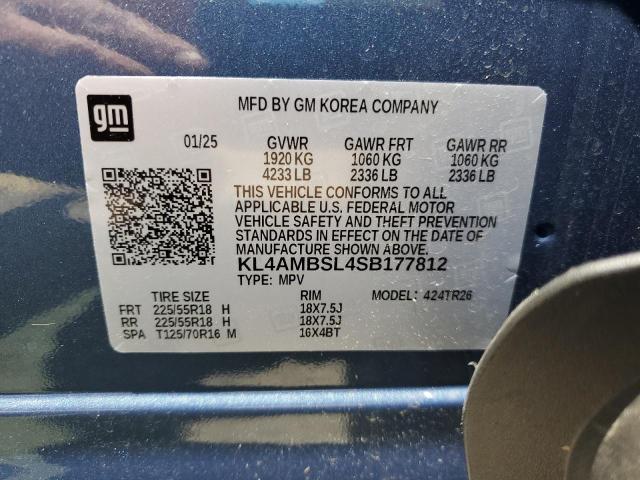 gm
MFD BY GM KOREA COMPANY
01/25 GVWR GAWR FRT GAWR RR
1920 KG 1060 KG 1060 KG
4233 LB 2336 LB 2336 LB
THIS VEHICLE CONFORMS TO ALL
APPLICABLE U.S. FEDERAL MOTOR
VEHICLE SAFETY AND THEFT PREVENTION
STANDARDS IN EFFECT ON THE DATE OF
MANUFACTURE SHOWN ABOVE.
KL4AMBSL4SB177812
TYPE: MPV MODEL: 424TR26
TIRE SIZE RIM
FRT 225/55R18 H 18X7.5J
RR 225/55R18 H 18X7.5J
SPA T125/70R16 M 16X4BT